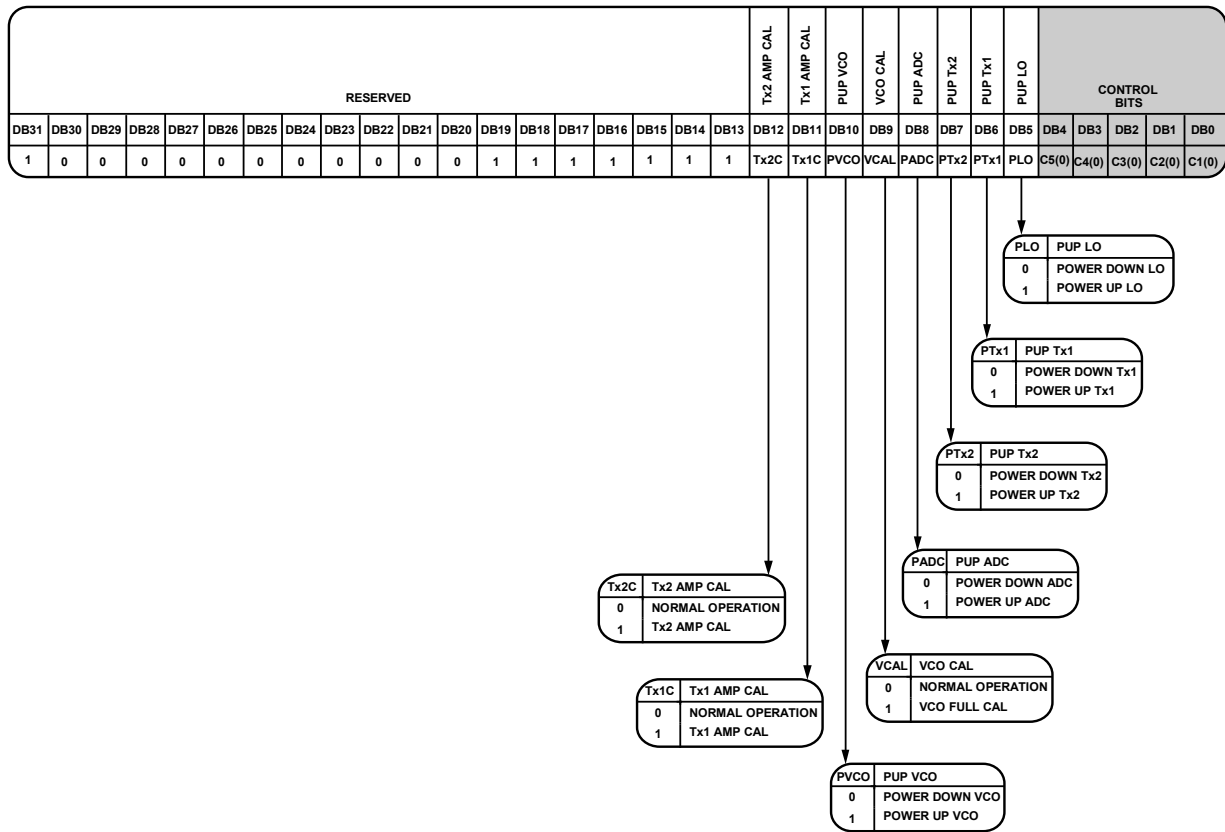 RESERVED
Tx2 AMP CAL
Tx1 AMP CAL
PUP VCO
VCO CAL
PUP ADC
PUP Tx2
PUP Tx1
PUP LO
CONTROL
BITS
DB31 DB30 DB29 DB28 DB27 DB26 DB25 DB24 DB23 DB22 DB21 DB20 DB19 DB18 DB17 DB16 DB15 DB14 DB13 DB12 DB11 DB10 DB9 DB8 DB7 DB6 DB5 DB4 DB3 DB2 DB1 DB0
1 0 0 0 0 0 0 0 0 0 0 0 1 1 1 1 1 1 1 Tx2C Tx1C PVCO VCAL PADC PTx2 PTx1 PLO C5(0) C4(0) C3(0) C2(0) C1(0)
PLO PUP LO
0 POWER DOWN LO
1 POWER UP LO
PTx1 PUP Tx1
0 POWER DOWN Tx1
1 POWER UP Tx1
PTx2 PUP Tx2
0 POWER DOWN Tx2
1 POWER UP Tx2
PADC PUP ADC
0 POWER DOWN ADC
1 POWER UP ADC
Tx2C Tx2 AMP CAL
0 NORMAL OPERATION
1 Tx2 AMP CAL
VCAL VCO CAL
0 NORMAL OPERATION
1 VCO FULL CAL
Tx1C Tx1 AMP CAL
0 NORMAL OPERATION
1 Tx1 AMP CAL
PVCO PUP VCO
0 POWER DOWN VCO
1 POWER UP VCO